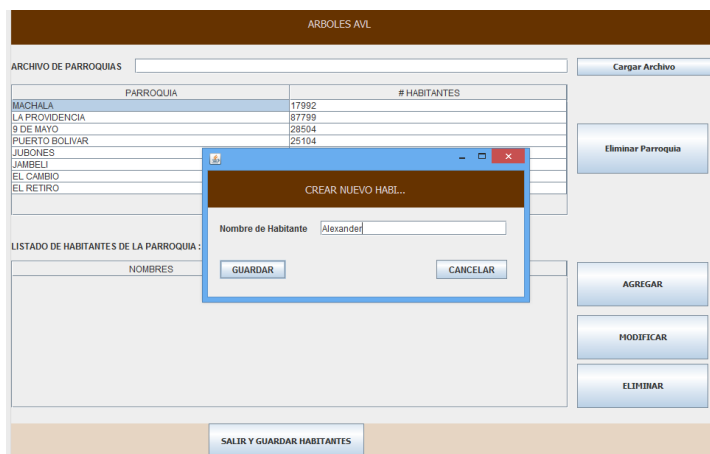 ARBOLES AVL
ARCHIVO DE PARROQUIAS
Cargar Archivo
PARROQUIA # HABITANTES
MACHALA 17992
LA PROVIDENCIA 87799
9 DE MAYO 28504
PUERTO BOLIVAR 25104
JUBONES
JAMBELI
EL CAMBIO
EL RETIRO
Eliminar Parroquia
CREAR NUEVO HABI...
Nombre de Habitante Alexander
GUARDAR CANCELAR
LISTADO DE HABITANTES DE LA PARROQUIA :
NOMBRES
AGREGAR
MODIFICAR
ELIMINAR
SALIR Y GUARDAR HABITANTES